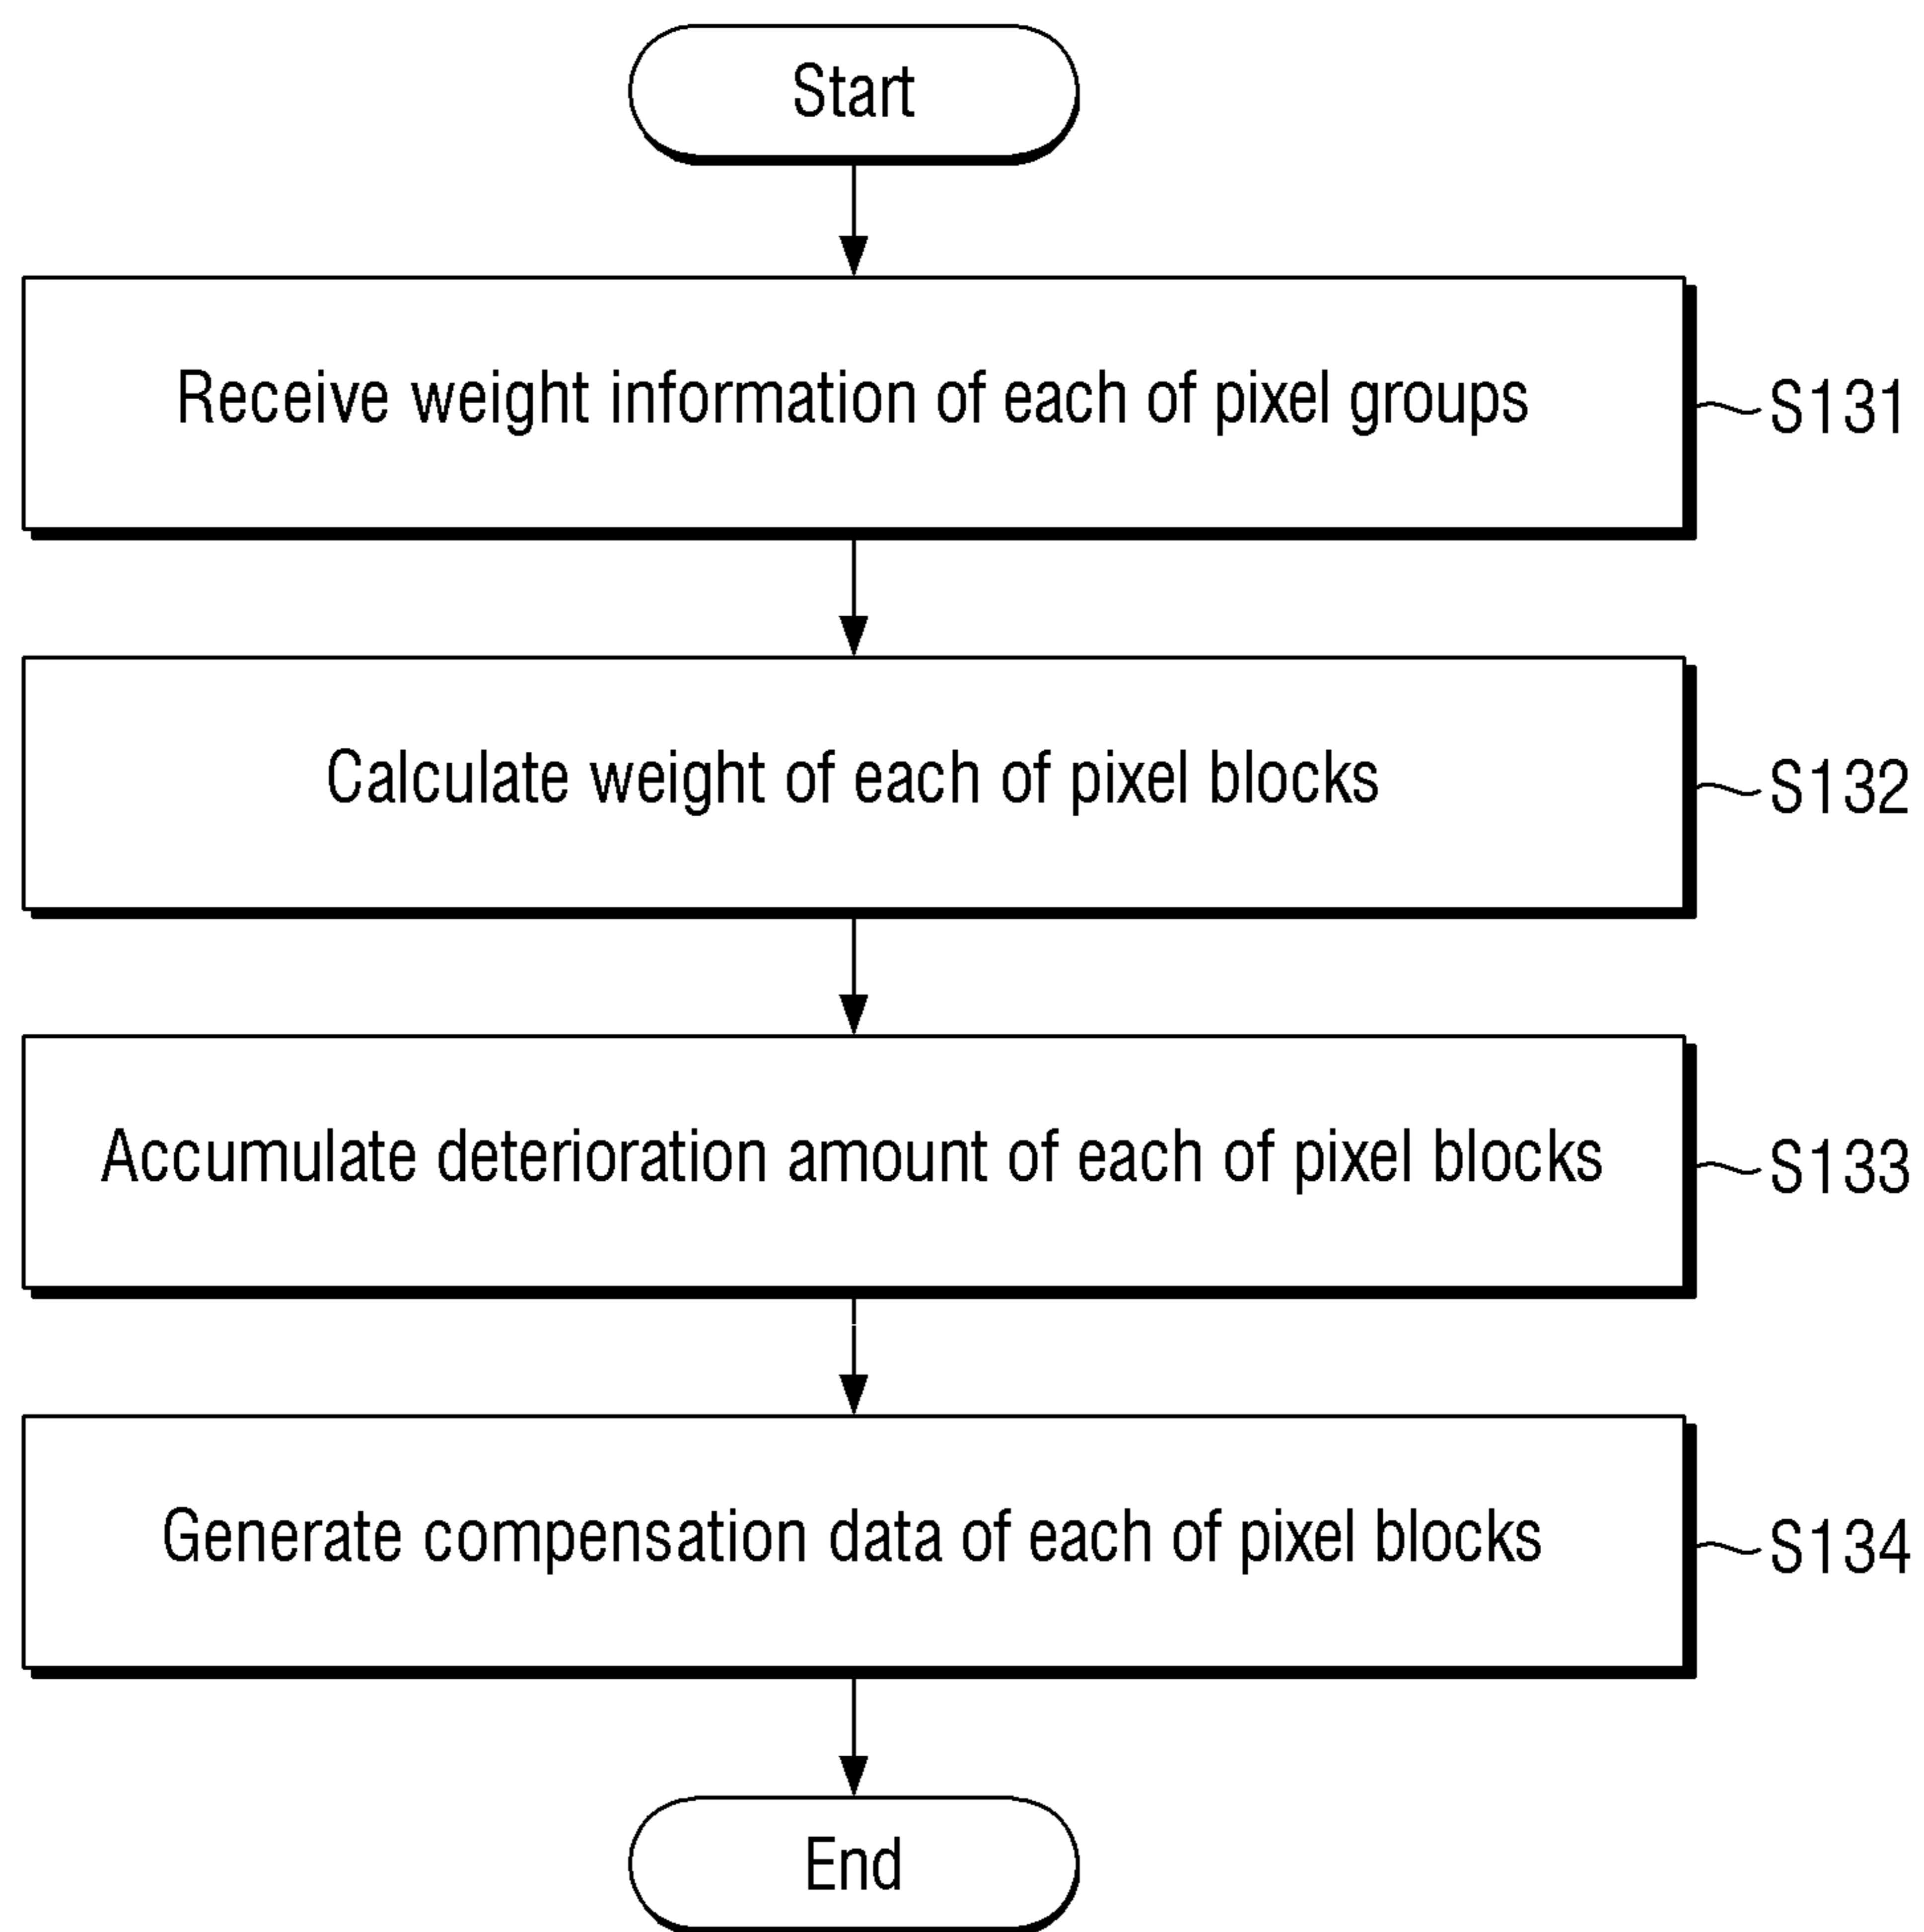 Start
Receive weight information of each of pixel groups
S131
Calculate weight of each of pixel blocks
S132
Accumulate deterioration amount of each of pixel blocks
S133
Generate compensation data of each of pixel blocks
S134
End